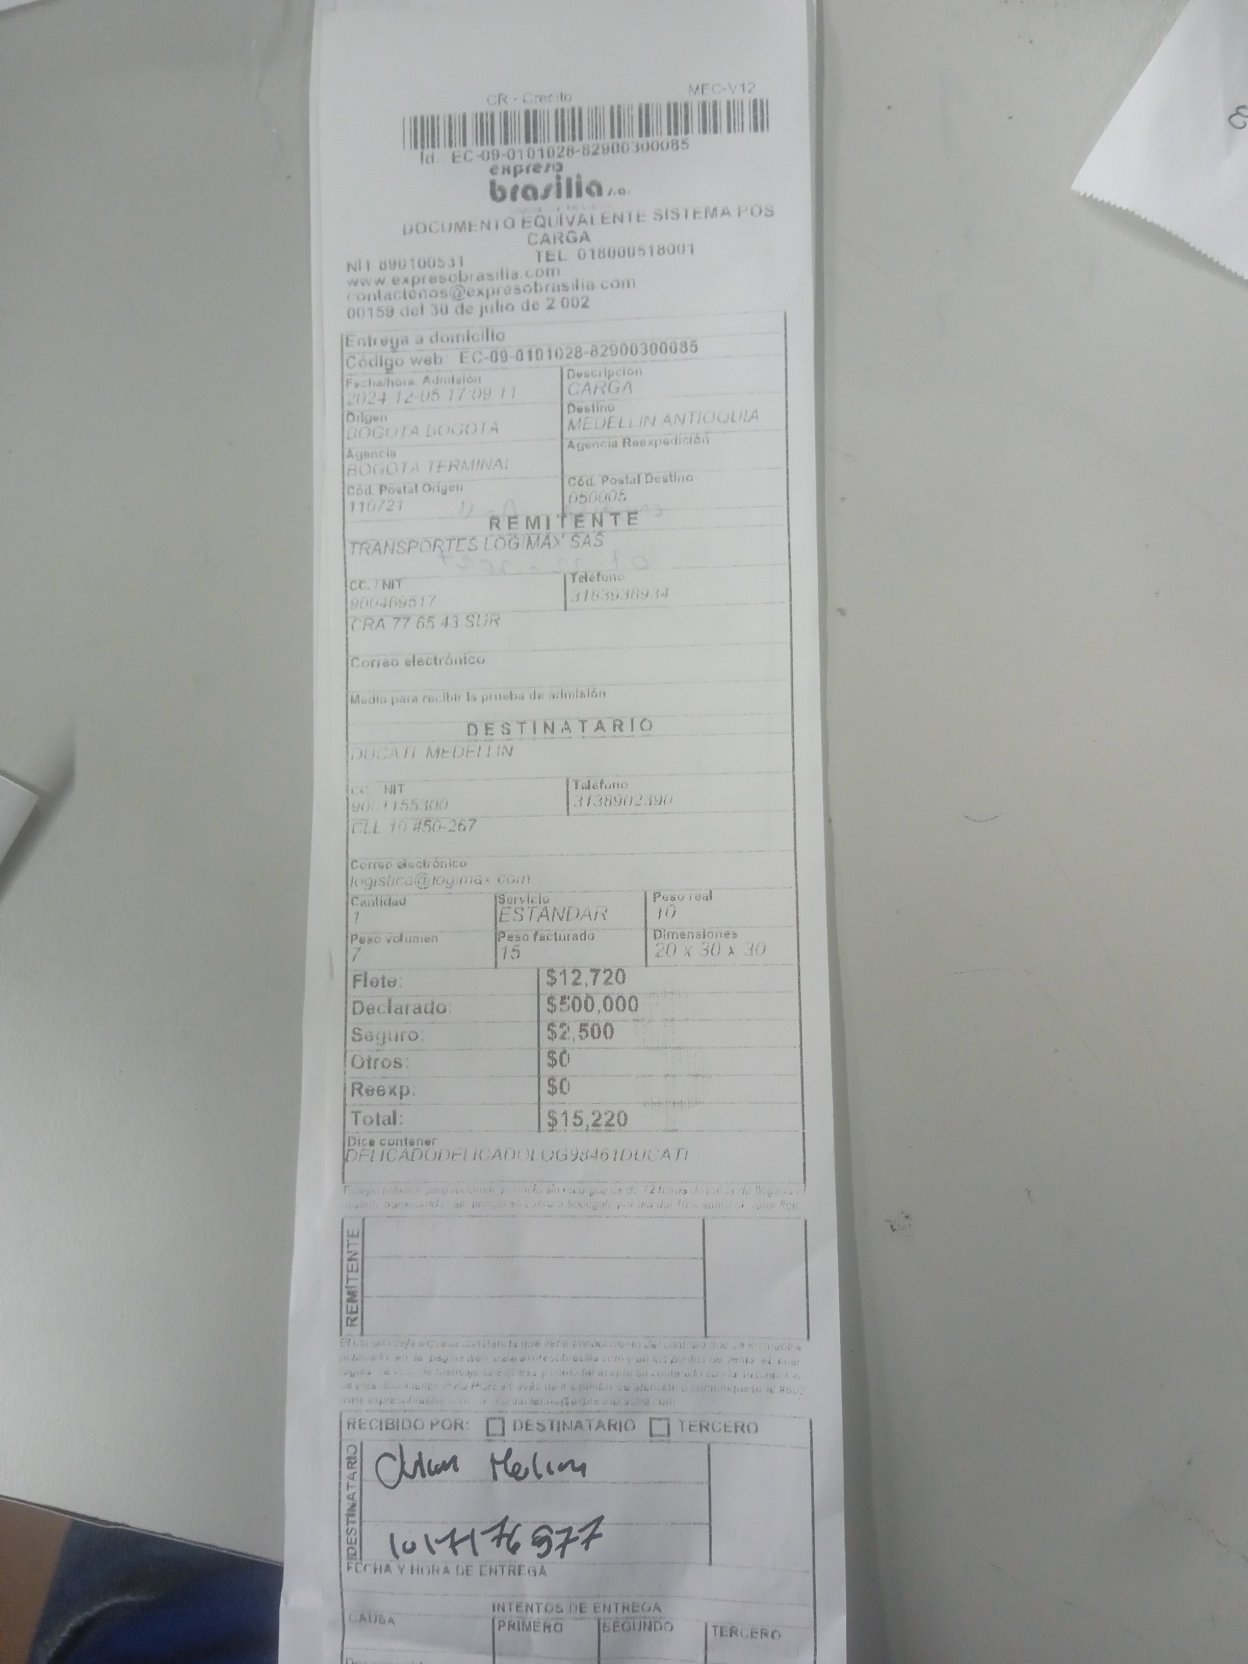 CR - Credito MEC-V12
Id. EC-09-0101028-82900300085
expreso
brasilia s.a.
DOCUMENTO EQUIVALENTE SISTEMA POS
CARGA
NIT 890100531 TEL. 018000518001
www.expresobrasilia.com
contactenos@expresobrasilia.com
00159 del 30 de julio de 2.002
Entrega a domicilio
Código web: EC-09-0101028-82900300085
Fecha/hora. Admisión Descripción
2024-12-05 17:09:11 CARGA
Origen Destino
BOGOTA BOGOTA MEDELLIN ANTIOQUIA
Agencia Agencia Reexpedición
BOGOTA TERMINAL
Cód. Postal Origen Cód. Postal Destino
110721 050005
REMITENTE
TRANSPORTES LOGIMAX SAS
CC. / NIT Teléfono
900469517 3183938934
CRA 77 65 43 SUR
Correo electrónico
Medio para recibir la prueba de admisión
DESTINATARIO
DUCATI MEDELLIN
CC. NIT Teléfono
9001155300 3138902390
CLL 10 #50-267
Correo electrónico
logistica@logimax.com
Cantidad Servicio Peso real
1 ESTANDAR 10
Peso volumen Peso facturado Dimensiones
7 15 20 x 30 x 30
Flete: $12,720
Declarado: $500,000
Seguro: $2,500
Otros: $0
Reexp. $0
Total: $15,220
Dice contener
DELICADODELICADOLOG98461DUCATI
REMITENTE
RECIBIDO POR: DESTINATARIO TERCERO
DESTINATARIO
1017176977
FECHA Y HORA DE ENTREGA
INTENTOS DE ENTREGA
CAUSA PRIMERO SEGUNDO TERCERO